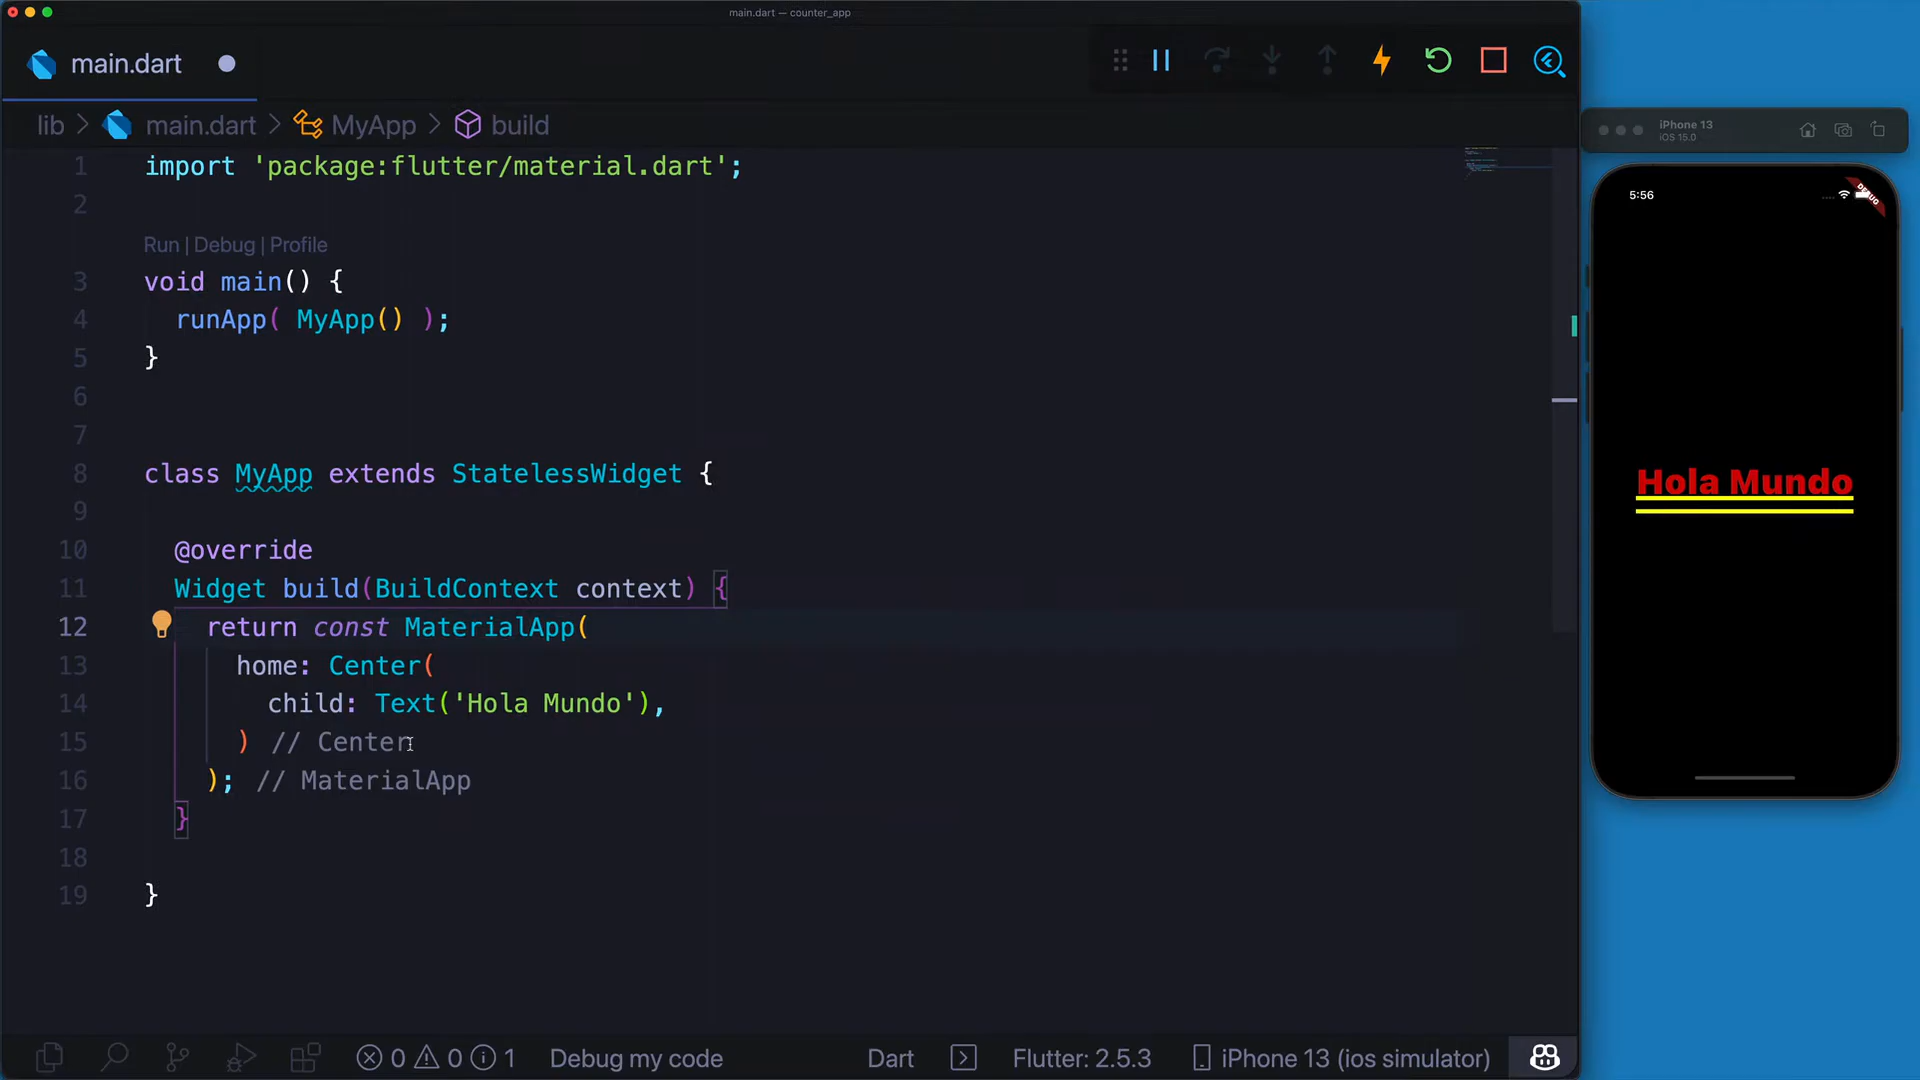 main.dart — counter_app
main.dart
lib > main.dart > MyApp > build
1 import 'package:flutter/material.dart';
2
Run | Debug | Profile
3 void main() {
4 runApp( MyApp() );
5 }
6
7
8 class MyApp extends StatelessWidget {
9
10 @override
11 Widget build(BuildContext context) {
12 return const MaterialApp(
13 home: Center(
14 child: Text('Hola Mundo'),
15 ) // Center
16 ); // MaterialApp
17 }
18
19 }
0 0 1 Debug my code Dart Flutter: 2.5.3 iPhone 13 (ios simulator)
iPhone 13
iOS 15.0
5:56
DEBUG
Hola Mundo